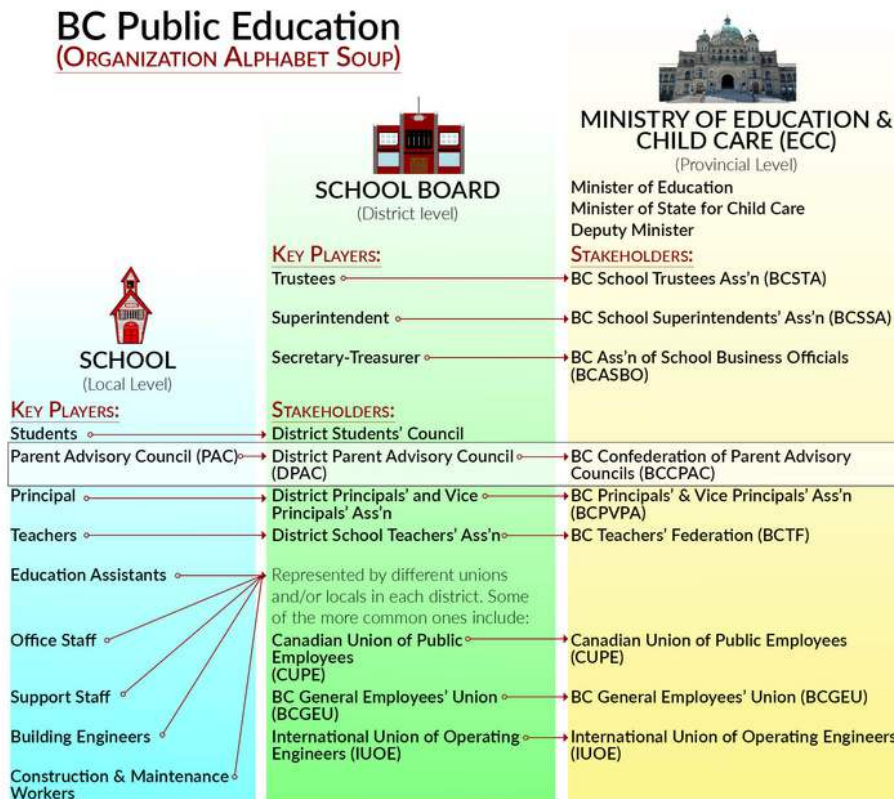 BC Public Education
(ORGANIZATION ALPHABET SOUP)
SCHOOL
(Local Level)
KEY PLAYERS:
Students
Parent Advisory Council (PAC)
Principal
Teachers
Education Assistants
Office Staff
Support Staff
Building Engineers
Construction & Maintenance
Workers
SCHOOL BOARD
(District level)
KEY PLAYERS:
Trustees
Superintendent
Secretary-Treasurer
STAKEHOLDERS:
District Students' Council
District Parent Advisory Council
(DPAC)
District Principals' and Vice
Principals' Ass'n
District School Teachers' Ass'n
Represented by different unions
and/or locals in each district. Some
of the more common ones include:
Canadian Union of Public
Employees
(CUPE)
BC General Employees' Union
(BCGEU)
International Union of Operating
Engineers (IUOE)
MINISTRY OF EDUCATION &
CHILD CARE (ECC)
(Provincial Level)
Minister of Education
Minister of State for Child Care
Deputy Minister
STAKEHOLDERS:
BC School Trustees Ass'n (BCSTA)
BC School Superintendents' Ass'n (BCSSA)
BC Ass'n of School Business Officials
(BCASBO)
BC Confederation of Parent Advisory
Councils (BCCPAC)
BC Principals' & Vice Principals' Ass'n
(BCPVPA)
BC Teachers' Federation (BCTF)
Canadian Union of Public Employees
(CUPE)
BC General Employees' Union (BCGEU)
International Union of Operating Engineers
(IUOE)